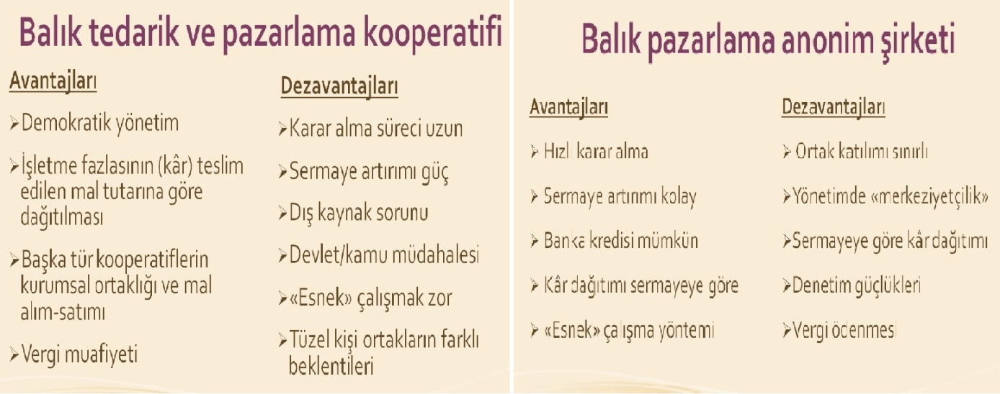 Balık tedarik ve pazarlama kooperatifi
Avantajları
➢Demokratik yönetim
➢İşletme fazlasının (kâr) teslim
edilen mal tutarına göre
dağıtılması
➢Başka tür kooperatiflerin
kurumsal ortaklığı ve mal
alım-satımı
➢Vergi muafiyeti
Dezavantajları
➢Karar alma süreci uzun
➢Sermaye artırımı güç
➢Dış kaynak sorunu
➢Devlet/kamu müdahalesi
➢«Esnek» çalışmak zor
➢Tüzel kişi ortakların farklı
beklentileri
Balık pazarlama anonim şirketi
Avantajları
➢ Hızlı karar alma
➢ Sermaye artırımı kolay
➢ Banka kredisi mümkün
➢ Kâr dağıtımı sermayeye göre
➢ «Esnek» çalışma yöntemi
Dezavantajları
➢ Ortak katılımı sınırlı
➢Yönetimde «merkeziyetçilik»
➢Sermayeye göre kâr dağıtımı
➢Denetim güçlükleri
➢Vergi ödenmesi